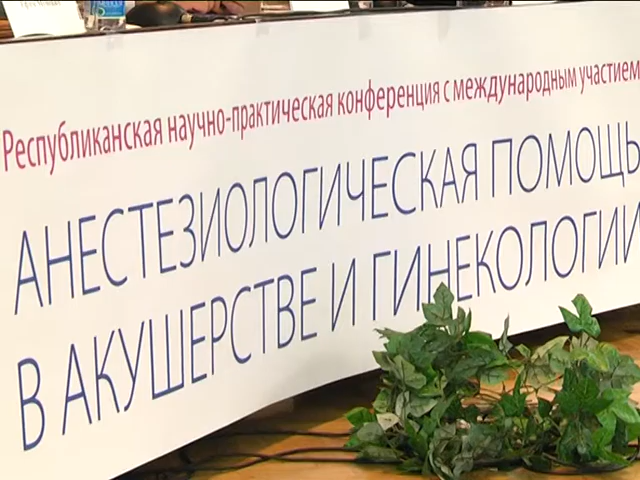 Республиканская научно-практическая конференция с международным участием
АНЕСТЕЗИОЛОГИЧЕСКАЯ ПОМОЩЬ
В АКУШЕРСТВЕ И ГИНЕКОЛОГИИ